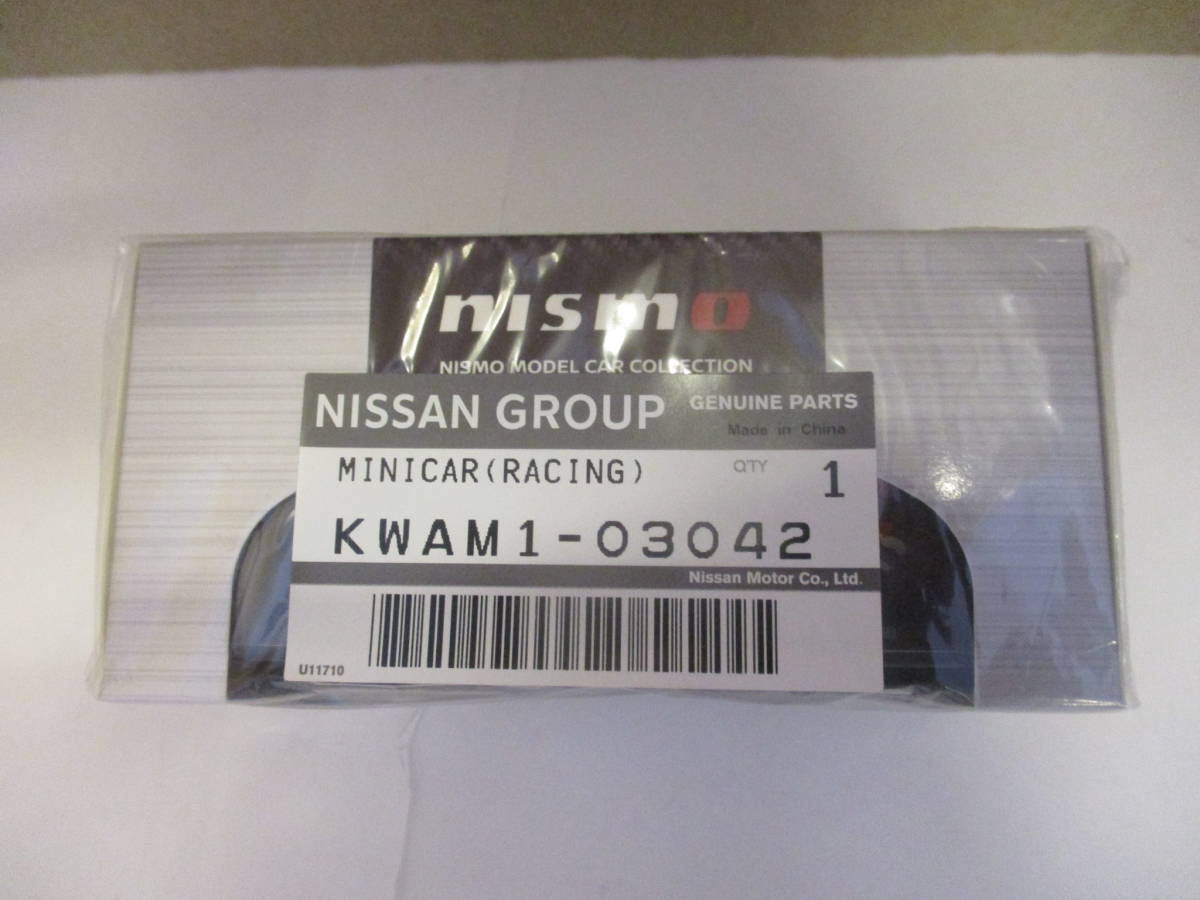 nismo
NISMO MODEL CAR COLLECTION
NISSAN GROUP GENUINE PARTS
Made in China
MINICAR(RACING) Q'TY 1
KWAM1-03042
Nissan Motor Co., Ltd.
U11710